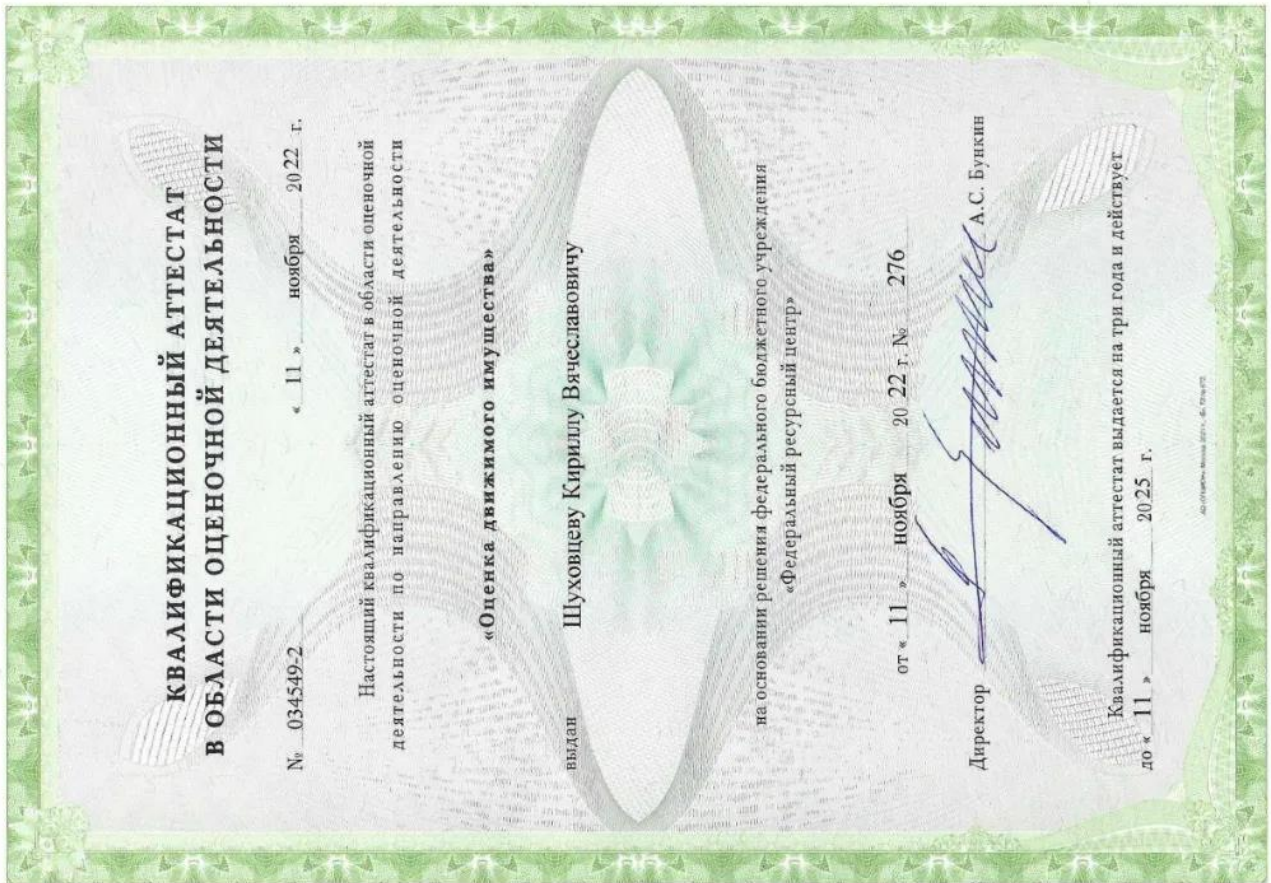 КВАЛИФИКАЦИОННЫЙ АТТЕСТАТ
В ОБЛАСТИ ОЦЕНОЧНОЙ ДЕЯТЕЛЬНОСТИ
№ 034549-2 « 11 » ноября 2022 г.
Настоящий квалификационный аттестат в области оценочной
деятельности по направлению оценочной деятельности
«Оценка движимого имущества»
выдан Шуховцеву Кириллу Вячеславовичу
на основании решения федерального бюджетного учреждения
«Федеральный ресурсный центр»
от « 11 » ноября 20 22 г. № 276
Директор А.С. Бункин
Квалификационный аттестат выдается на три года и действует
до « 11 » ноября 2025 г.